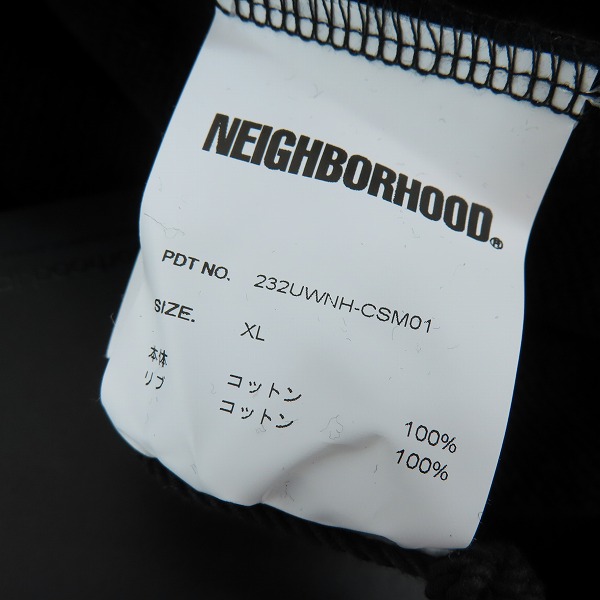 NEIGHBORHOOD®
PDT NO. 232UWNH-CSM01
SIZE. XL
本体 コットン 100%
リブ コットン 100%